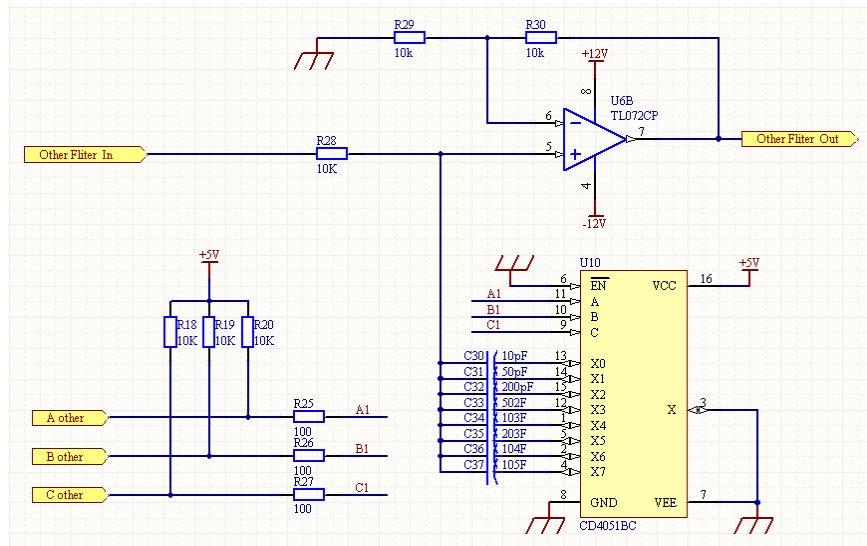 R29
R30
10k
10k
+12V
8
U6B
TL072CP
6
7
5
4
-12V
Other Fliter In
R28
10K
Other Fliter Out
+5V
R18
10K
R19
10K
R20
10K
A other
R25
100
A1
B other
R26
100
B1
C other
R27
100
C1
U10
6 EN
VCC 16
+5V
A1 11 A
B1 10 B
C1 9 C
C30 10pF 13 X0
C31 50pF 14 X1
C32 200pF 15 X2
C33 502F 12 X3
X 3
C34 103F 1 X4
C35 203F 5 X5
C36 104F 2 X6
C37 105F 4 X7
8 GND
VEE 7
CD4051BC